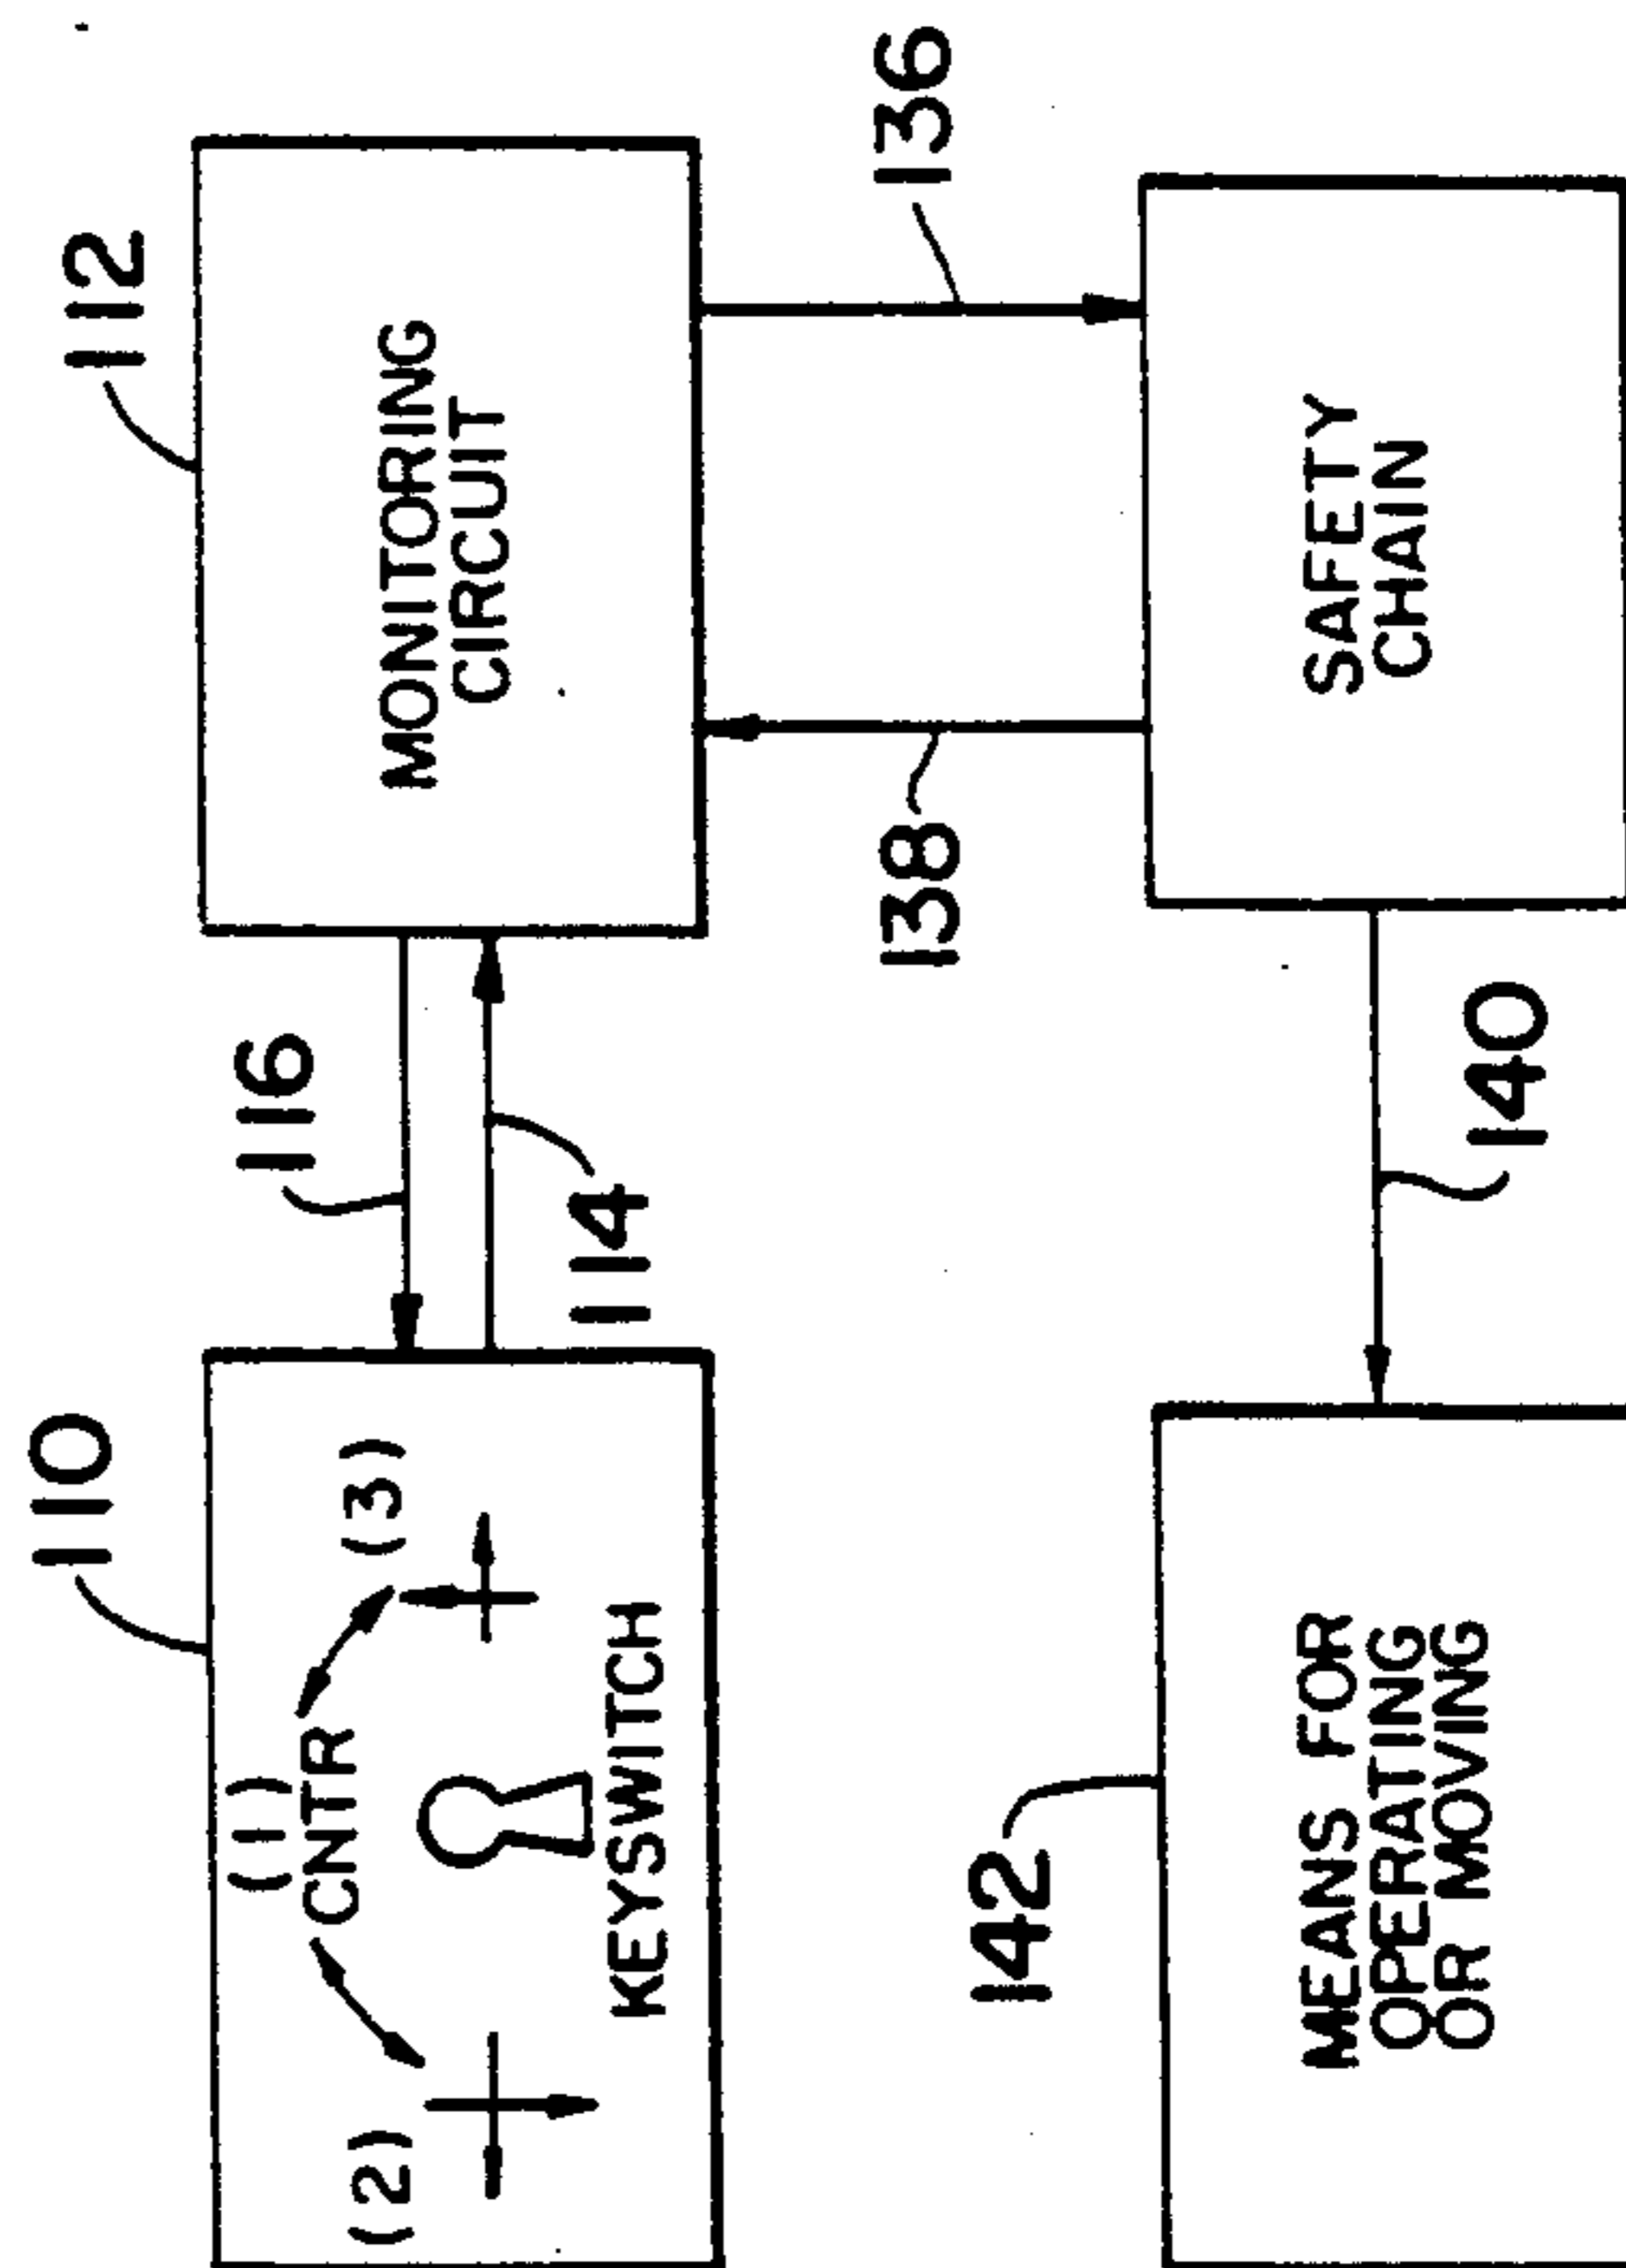 110
(1)
CNTR
(2)
(3)
KEYSWITCH
116
114
112
MONITORING
CIRCUIT
138
136
142
MEANS FOR
OPERATING
OR MOVING
140
SAFETY
CHAIN